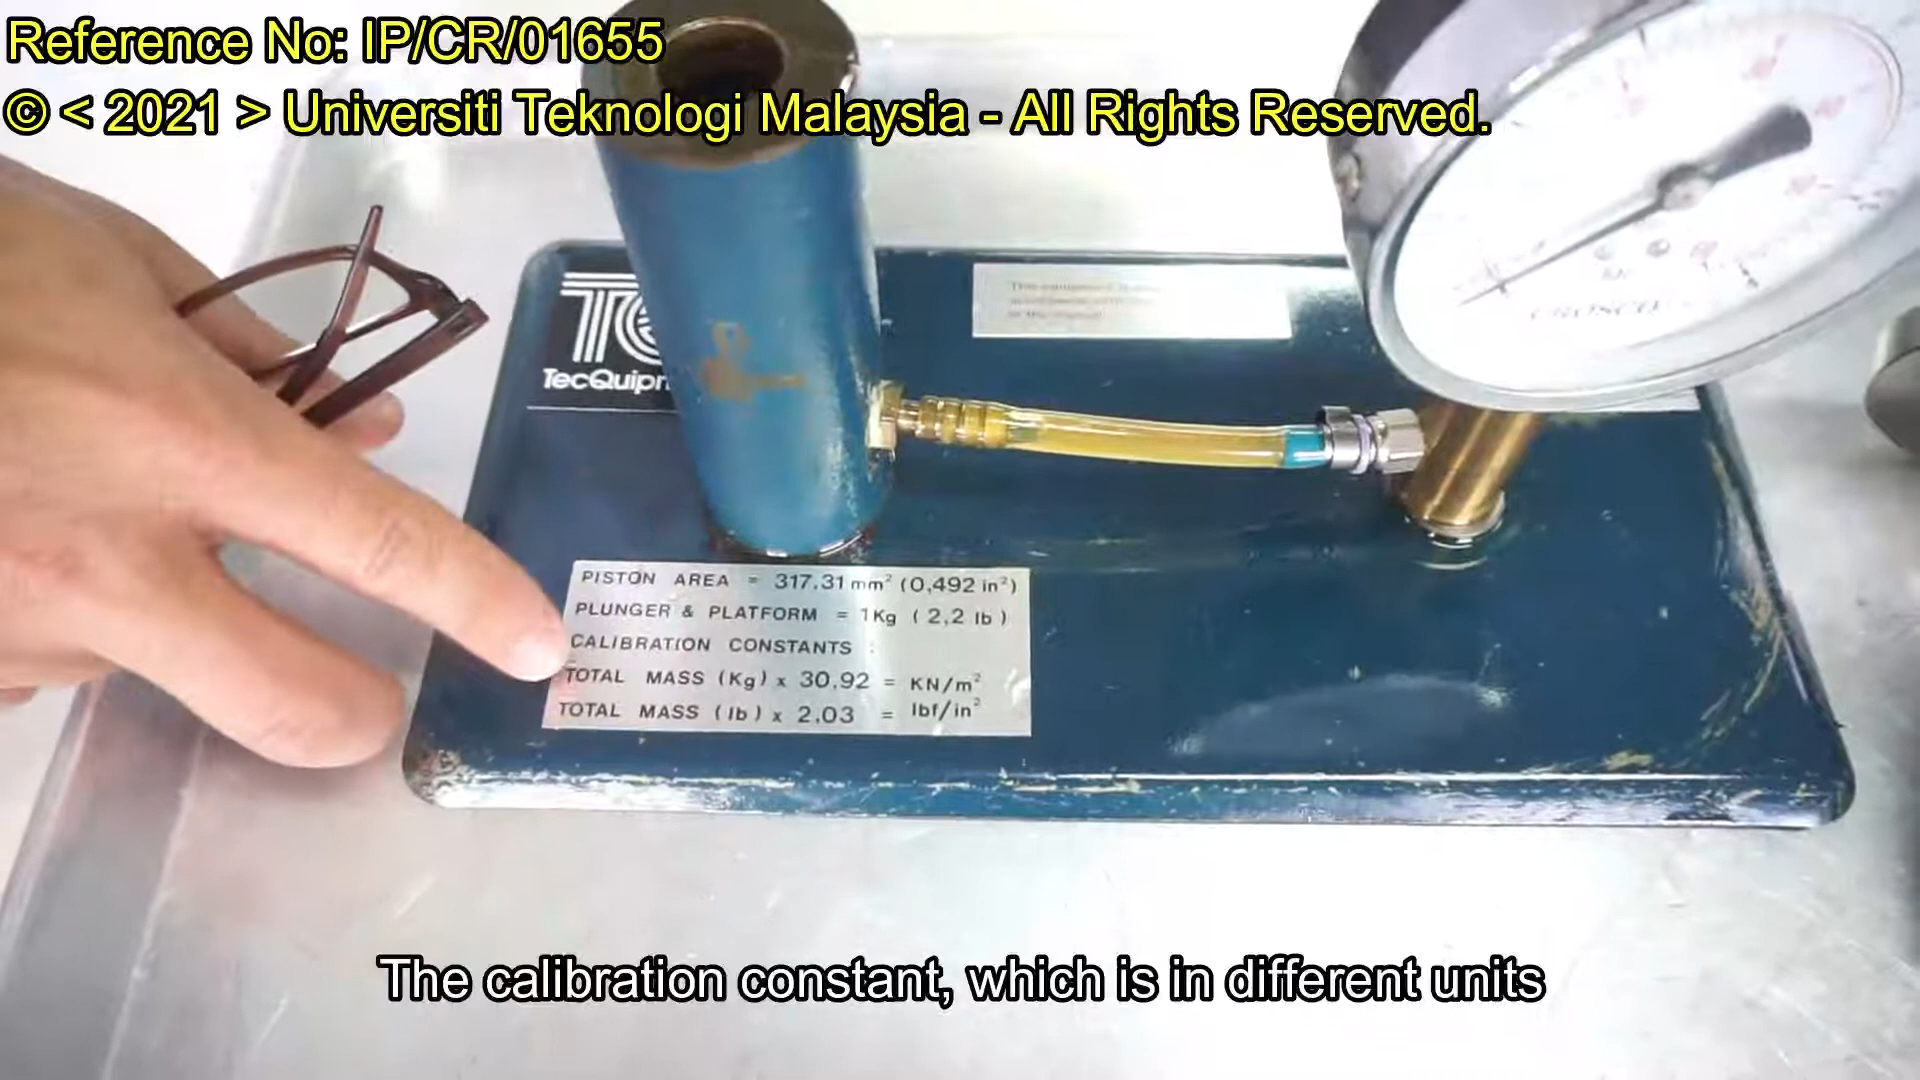 Reference No: IP/CR/01655
© < 2021 > Universiti Teknologi Malaysia - All Rights Reserved.
TecQuipm
PISTON AREA = 317.31 mm² (0,492 in²)
PLUNGER & PLATFORM = 1Kg (2,2 lb)
CALIBRATION CONSTANTS :
TOTAL MASS (Kg) x 30,92 = KN/m²
TOTAL MASS (lb) x 2,03 = lbf/in²
The calibration constant, which is in different units